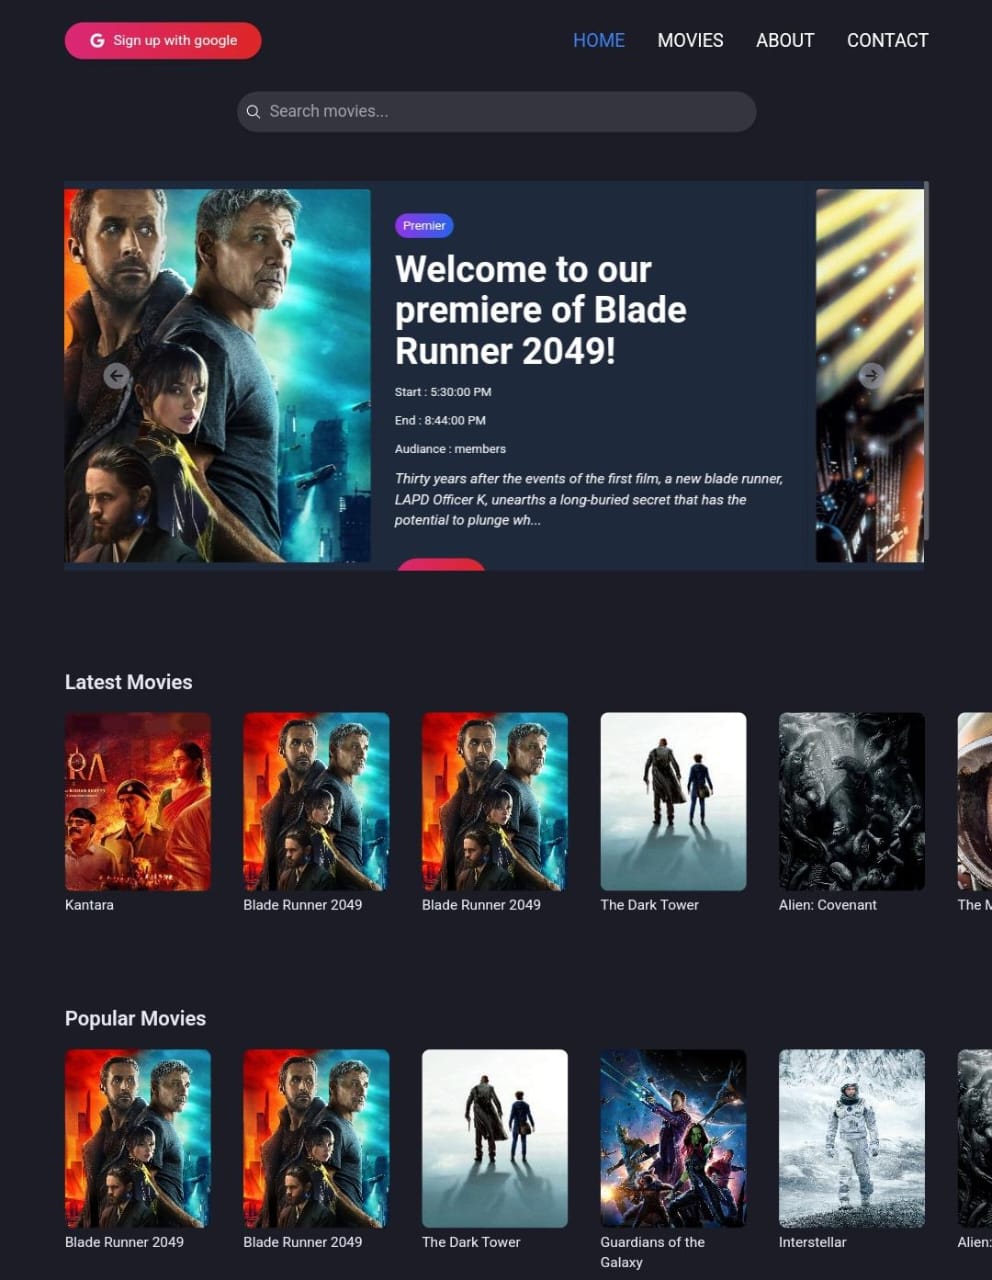 Sign up with google
HOME MOVIES ABOUT CONTACT
Search movies...
Premier
Welcome to our
premiere of Blade
Runner 2049!
Start : 5:30:00 PM
End : 8:44:00 PM
Audiance : members
Thirty years after the events of the first film, a new blade runner,
LAPD Officer K, unearths a long-buried secret that has the
potential to plunge wh...
Latest Movies
RA
Kantara
Blade Runner 2049
Blade Runner 2049
The Dark Tower
Alien: Covenant
The M
Popular Movies
Blade Runner 2049
Blade Runner 2049
The Dark Tower
Guardians of the
Galaxy
Interstellar
Alien: